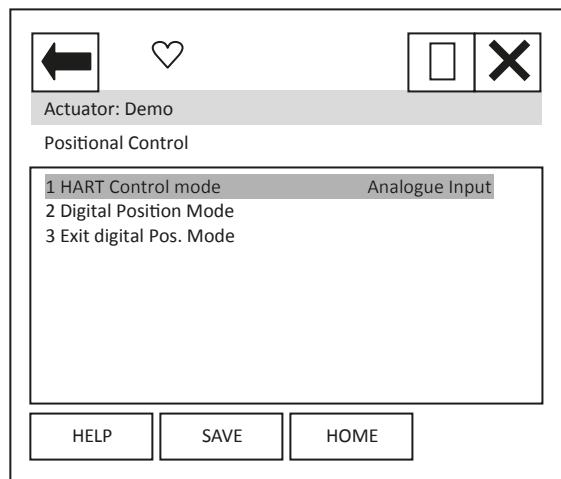 Actuator: Demo
Positional Control
1 HART Control mode Analogue Input
2 Digital Position Mode
3 Exit digital Pos. Mode
HELP SAVE HOME